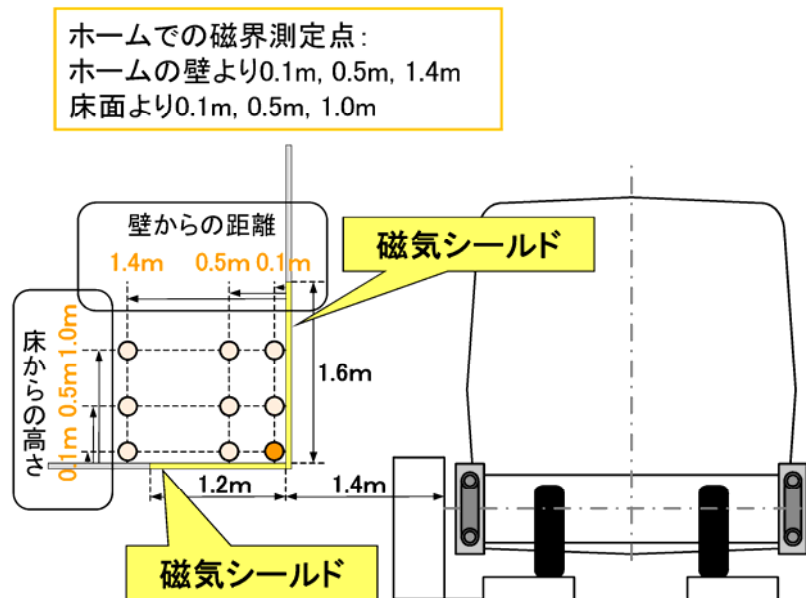 ホームでの磁界測定点:
ホームの壁より0.1m, 0.5m, 1.4m
床面より0.1m, 0.5m, 1.0m
壁からの距離
1.4m 0.5m 0.1m
磁気シールド
床からの高さ
0.1m 0.5m 1.0m
1.6m
1.2m
1.4m
磁気シールド